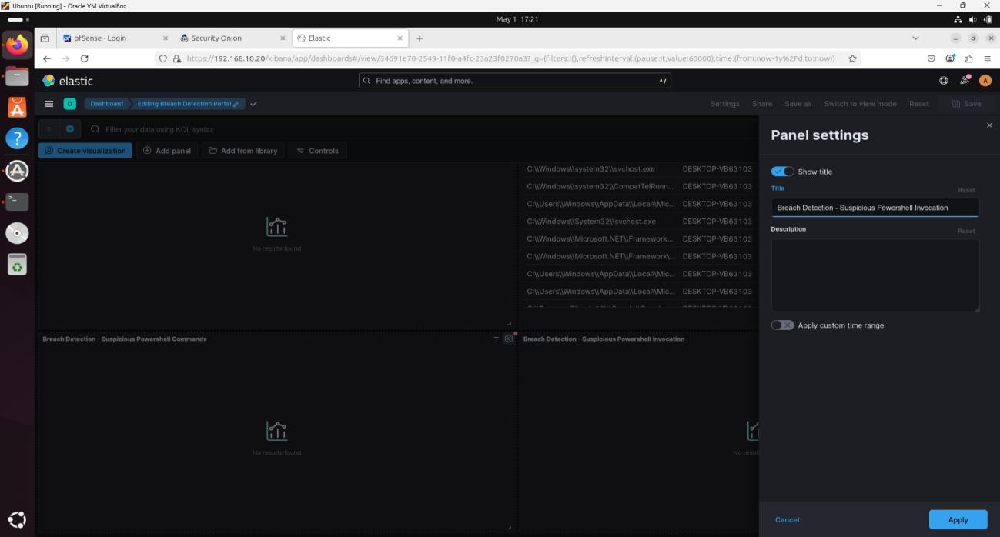 Ubuntu [Running] - Oracle VM VirtualBox
May 1 17:21
pfSense - Login
Security Onion
Elastic
https://192.168.10.20/kibana/app/dashboards#/view/34691e70-2549-11f0-a4fc-23a23f0270a3?_g=(filters:!(),refreshInterval:(pause:!t,value:60000),time:(from:now-1y%2Fd,to:now))
elastic
Find apps, content, and more.
^/
A
D
Dashboard
Editing Breach Detection Portal
Settings
Share
Save as
Switch to view mode
Reset
Save
Filter your data using KQL syntax
Create visualization
Add panel
Add from library
Controls
No results found
C:\\Windows\\system32\\svchost.exe DESKTOP-VB63103
C:\\Windows\\system32\\CompatTelRunn... DESKTOP-VB63103
C:\\Users\\Windows\\AppData\\Local\\Mic... DESKTOP-VB63103
C:\\Windows\\System32\\svchost.exe DESKTOP-VB63103
C:\\Windows\\Microsoft.NET\\Framework... DESKTOP-VB63103
C:\\Windows\\Microsoft.NET\\Framework\... DESKTOP-VB63103
C:\\Users\\Windows\\AppData\\Local\\Mic... DESKTOP-VB63103
C:\\Users\\Windows\\AppData\\Local\\Mic... DESKTOP-VB63103
Breach Detection - Suspicious Powershell Commands
No results found
Breach Detection - Suspicious Powershell Invocation
No resul
Panel settings
Show title
Title
Reset
Breach Detection - Suspicious Powershell Invocation
Description
Reset
Apply custom time range
Cancel
Apply